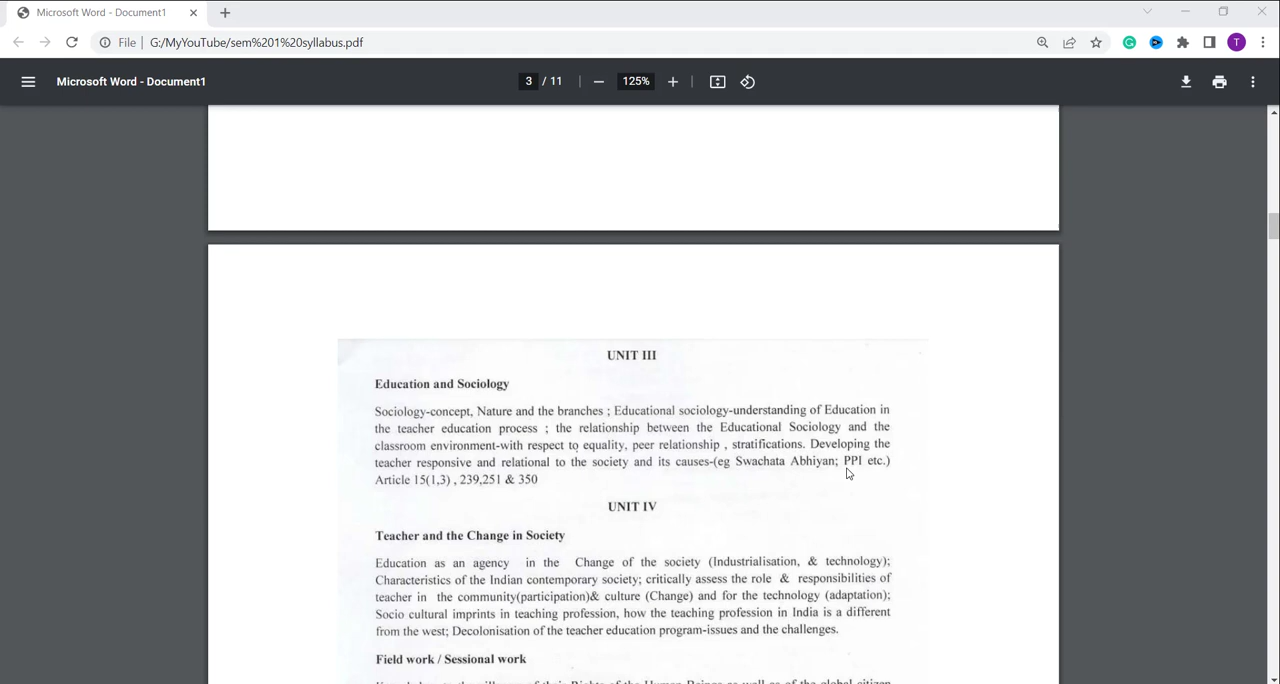 Microsoft Word - Document1
File G:/MyYouTube/sem%201%20syllabus.pdf
T
Microsoft Word - Document1
3 / 11
125%
UNIT III
Education and Sociology
Sociology-concept, Nature and the branches ; Educational sociology-understanding of Education in
the teacher education process ; the relationship between the Educational Sociology and the
classroom environment-with respect to equality, peer relationship , stratifications. Developing the
teacher responsive and relational to the society and its causes-(eg Swachata Abhiyan; PPI etc.)
Article 15(1,3) , 239,251 & 350
UNIT IV
Teacher and the Change in Society
Education as an agency in the Change of the society (Industrialisation, & technology);
Characteristics of the Indian contemporary society; critically assess the role & responsibilities of
teacher in the community(participation)& culture (Change) and for the technology (adaptation);
Socio cultural imprints in teaching profession, how the teaching profession in India is a different
from the west; Decolonisation of the teacher education program-issues and the challenges.
Field work / Sessional work